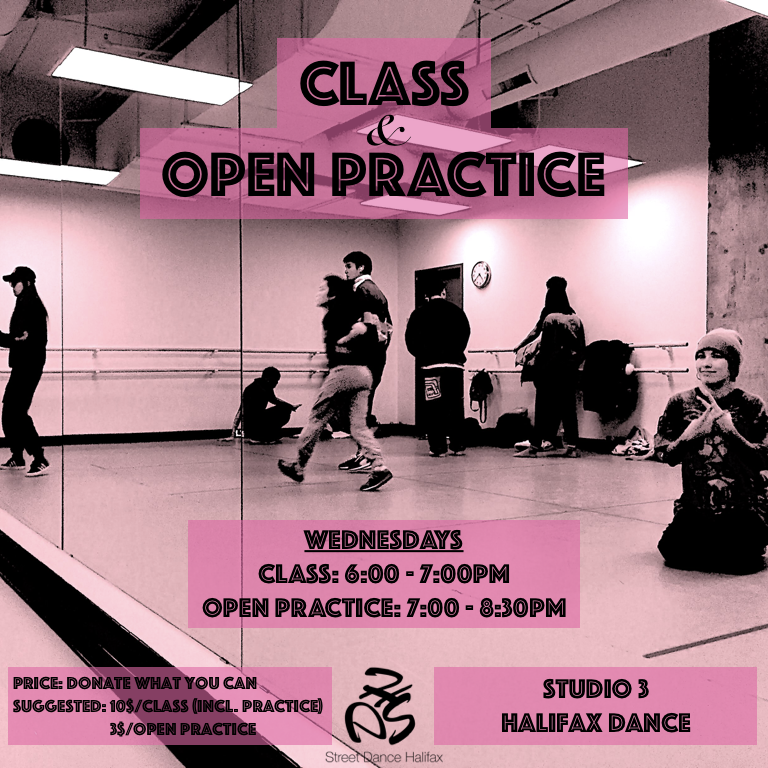 CLASS
&
OPEN PRACTICE
WEDNESDAYS
CLASS: 6:00 - 7:00PM
OPEN PRACTICE: 7:00 - 8:30PM
PRICE: DONATE WHAT YOU CAN
SUGGESTED: 10$/CLASS (INCL. PRACTICE)
3$/OPEN PRACTICE
STUDIO 3
HALIFAX DANCE
Street Dance Halifax